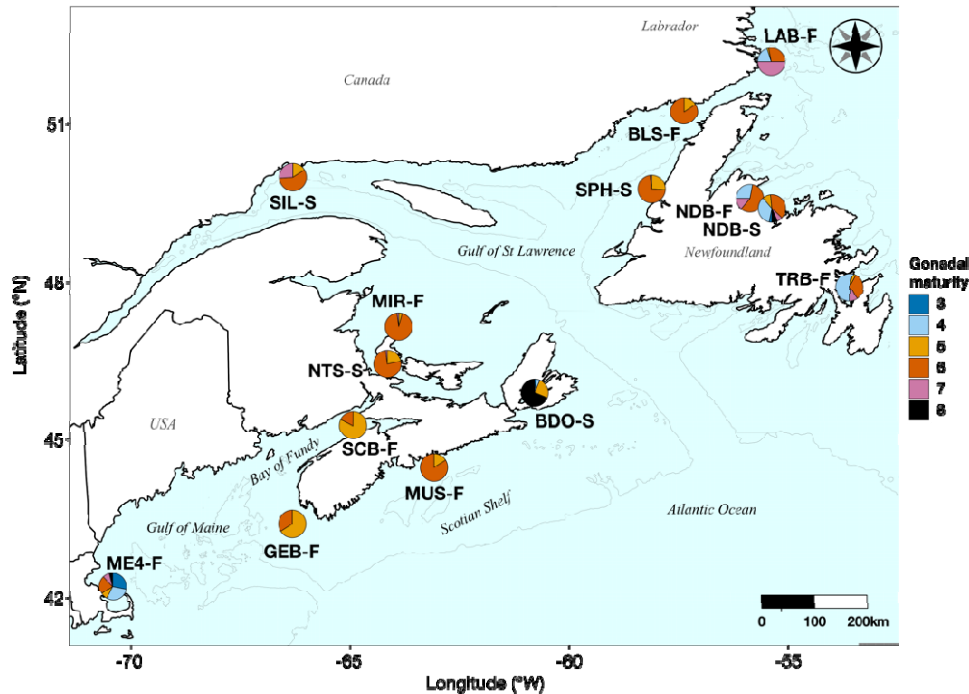 Labrador
LAB-F
Canada
51
BLS-F
SIL-S
SPH-S
NDB-F
NDB-S
Gulf of St Lawrence
Newfoundland
Gonadal
maturity
3
4
5
6
7
8
48
TRB-F
MIR-F
NTS-S
Latitude (°N)
USA
BDO-S
45
SCB-F
Bay of Fundy
MUS-F
Scotian Shelf
Atlantic Ocean
Gulf of Maine
GEB-F
ME4-F
42
0 100 200km
-70 -65 -60 -55
Longitude (°W)